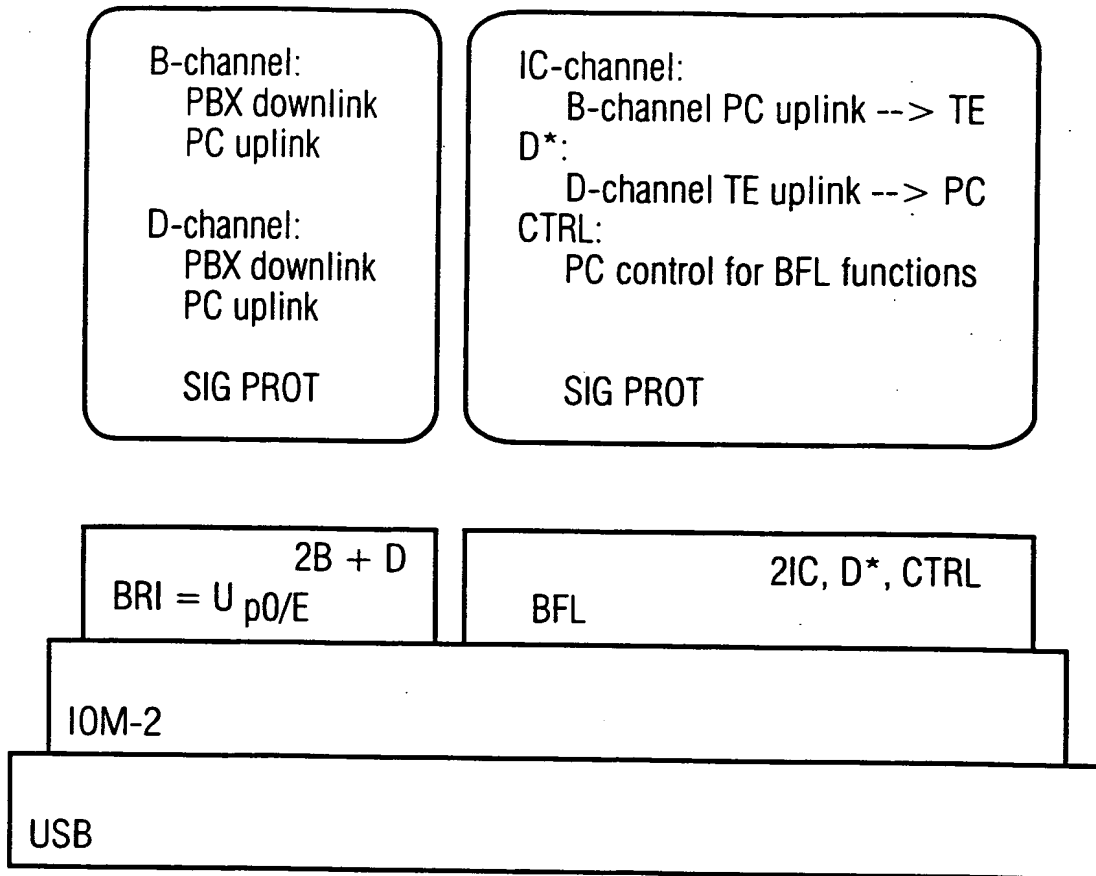 B-channel:
PBX downlink
PC uplink
D-channel:
PBX downlink
PC uplink
SIG PROT
IC-channel:
B-channel PC uplink --> TE
D*:
D-channel TE uplink --> PC
CTRL:
PC control for BFL functions
SIG PROT
2B + D
BRI = U p0/E
2IC, D*, CTRL
BFL
IOM-2
USB